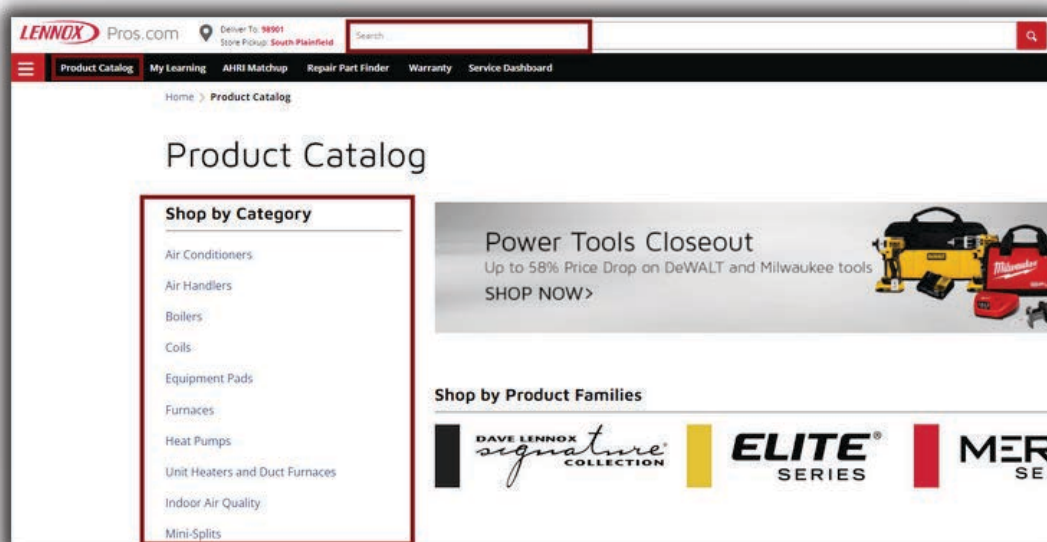 LENNOX Pros.com
Deliver To: 98901
Store Pickup: South Plainfield
Search
Product Catalog My Learning AHRI Matchup Repair Part Finder Warranty Service Dashboard
Home > Product Catalog
Product Catalog
Shop by Category
Air Conditioners
Air Handlers
Boilers
Coils
Equipment Pads
Furnaces
Heat Pumps
Unit Heaters and Duct Furnaces
Indoor Air Quality
Mini-Splits
Power Tools Closeout
Up to 58% Price Drop on DeWALT and Milwaukee tools
SHOP NOW>
DEWALT
Milwaukee
Shop by Product Families
DAVE LENNOX
signature®
COLLECTION
ELITE®
SERIES
MER
SE